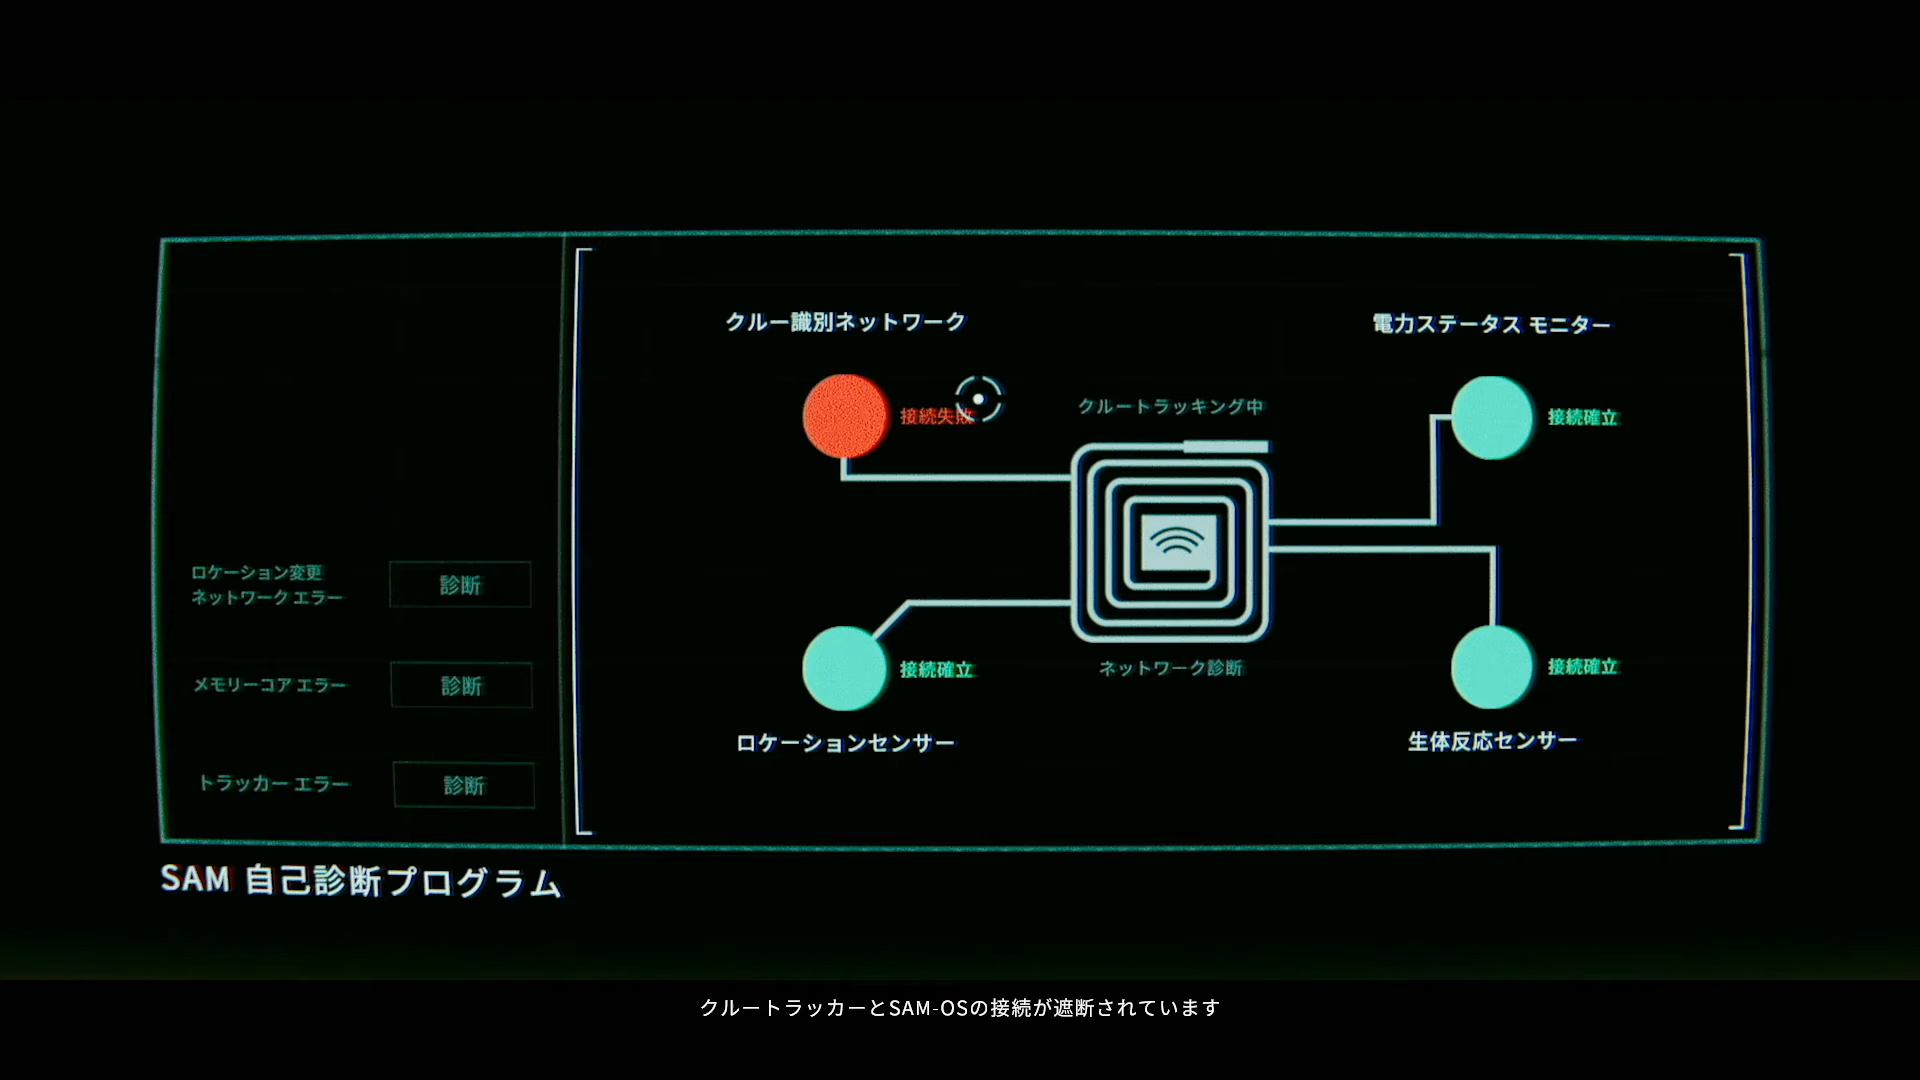 クルー識別ネットワーク
接続失敗
クルートラッキング中
電力ステータス モニター
接続確立
ロケーション変更
ネットワーク エラー
診断
メモリーコア エラー
診断
トラッカー エラー
診断
接続確立
ロケーションセンサー
ネットワーク診断
接続確立
生体反応センサー
SAM 自己診断プログラム
クルートラッカーとSAM-OSの接続が遮断されています